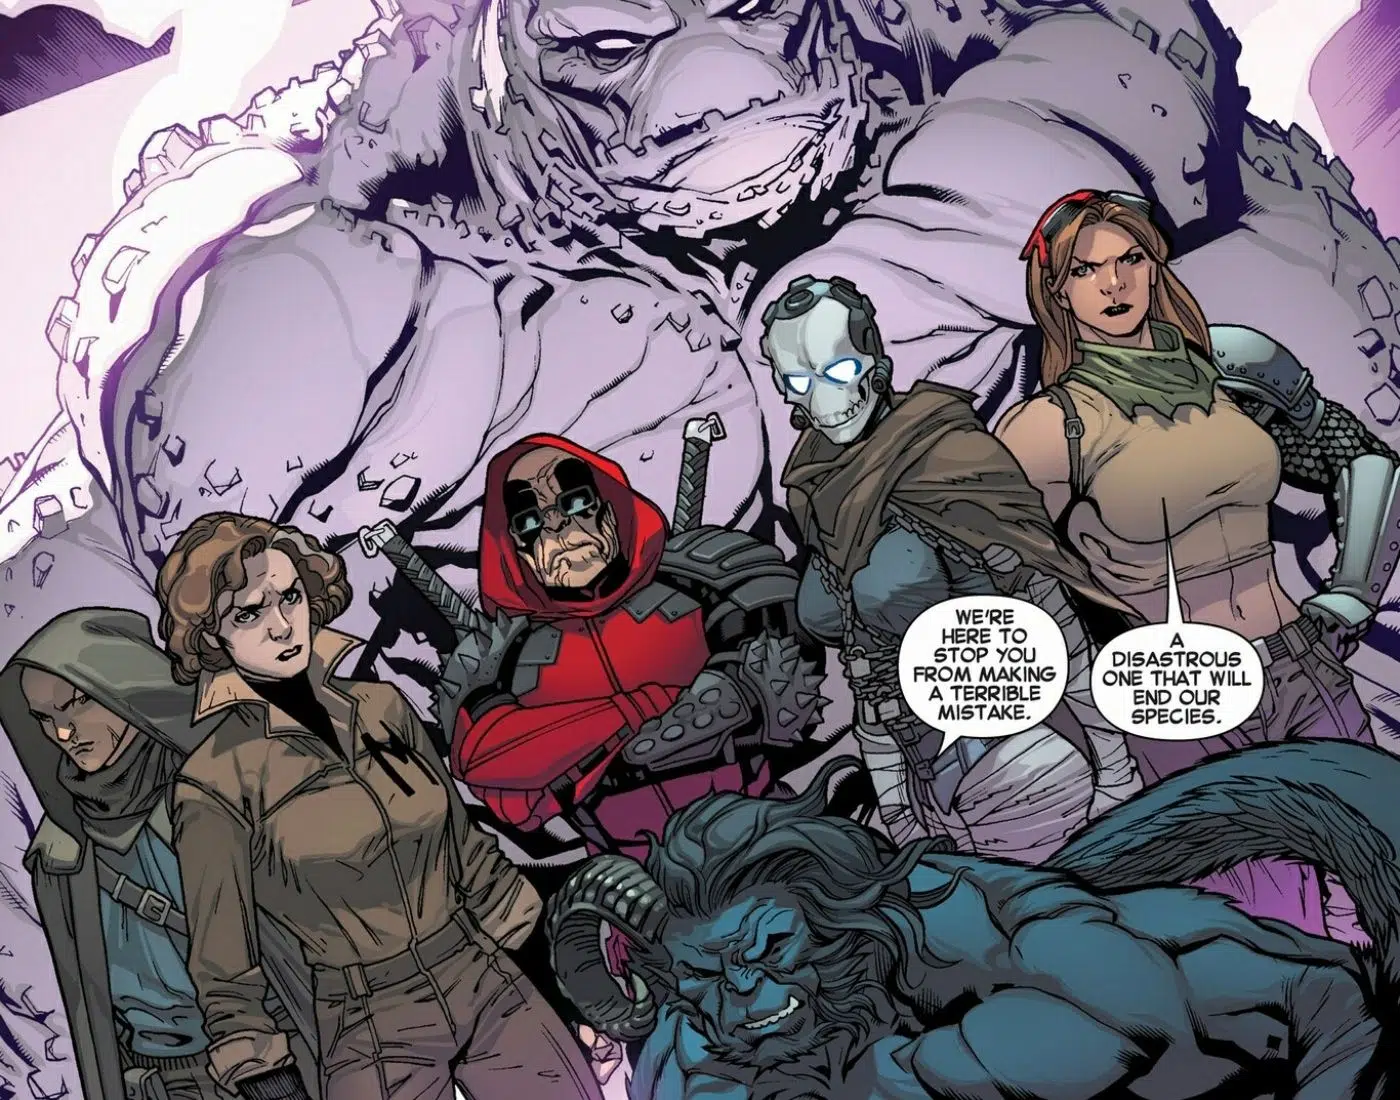 WE'RE
HERE TO
STOP YOU
FROM MAKING
A TERRIBLE
MISTAKE.
A
DISASTROUS
ONE THAT WILL
END OUR
SPECIES.
M